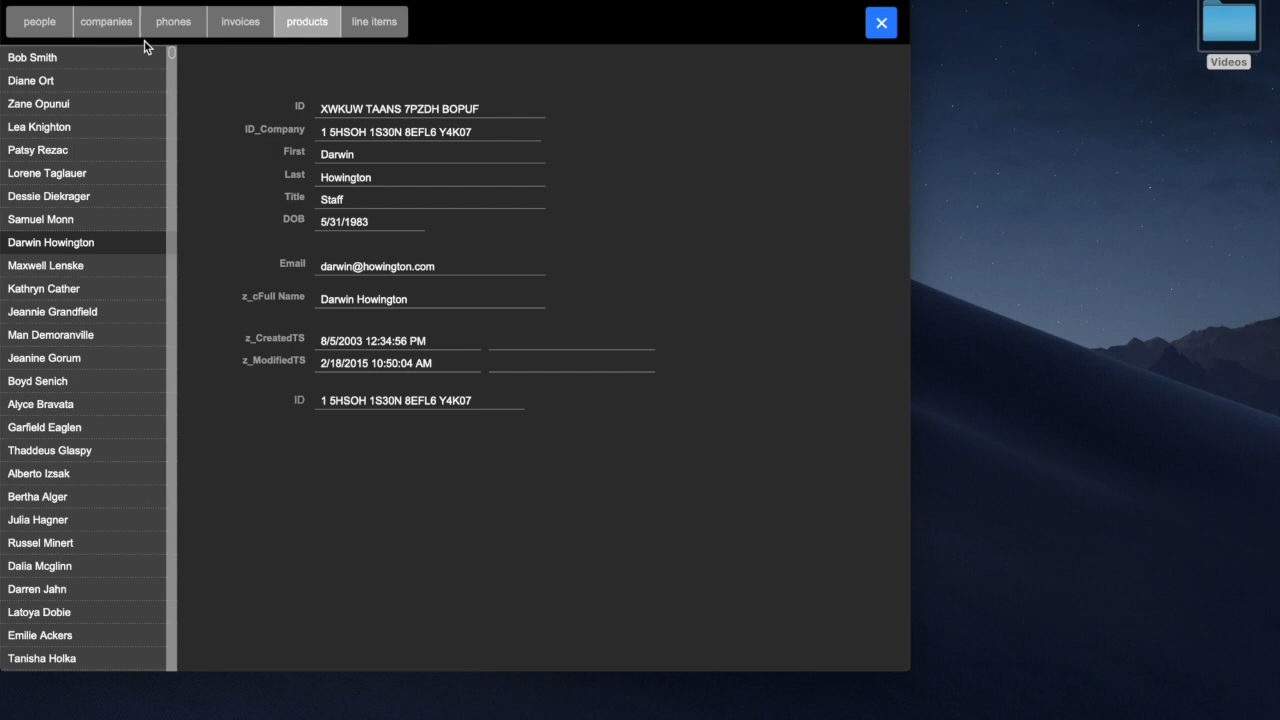 people companies phones invoices products line items
Videos
Bob Smith
Diane Ort
Zane Opunui
Lea Knighton
Patsy Rezac
Lorene Taglauer
Dessie Diekrager
Samuel Monn
Darwin Howington
Maxwell Lenske
Kathryn Cather
Jeannie Grandfield
Man Demoranville
Jeanine Gorum
Boyd Senich
Alyce Bravata
Garfield Eaglen
Thaddeus Glaspy
Alberto Izsak
Bertha Alger
Julia Hagner
Russel Minert
Dalia Mcglinn
Darren Jahn
Latoya Dobie
Emilie Ackers
Tanisha Holka
ID XWKUW TAANS 7PZDH BOPUF
ID_Company 1 5HSOH 1S30N 8EFL6 Y4K07
First Darwin
Last Howington
Title Staff
DOB 5/31/1983
Email darwin@howington.com
z_cFull Name Darwin Howington
z_CreatedTS 8/5/2003 12:34:56 PM
z_ModifiedTS 2/18/2015 10:50:04 AM
ID 1 5HSOH 1S30N 8EFL6 Y4K07